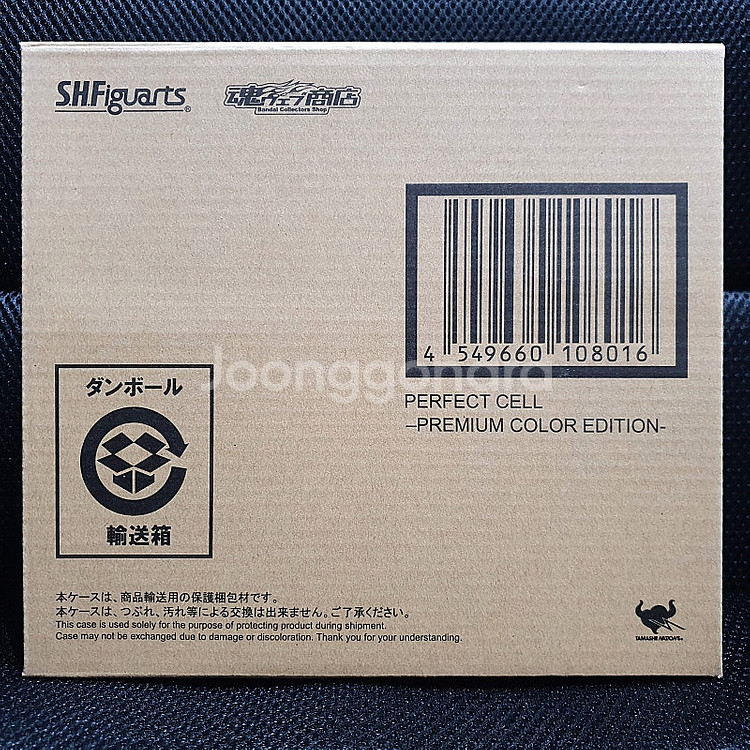 S.H.Figuarts®
魂ウェブ商店
Bandai Collectors Shop
4 549660 108016
Joonggonara
PERFECT CELL
–PREMIUM COLOR EDITION-
ダンボール
輸送箱
本ケースは、商品輸送用の保護梱包材です。
本ケースは、つぶれ、汚れ等による交換は出来ません。ご了承ください。
This case is used solely for the purpose of protecting product during shipment.
Case may not be exchanged due to damage or discoloration. Thank you for your understanding.
TAMASHII NATIONS